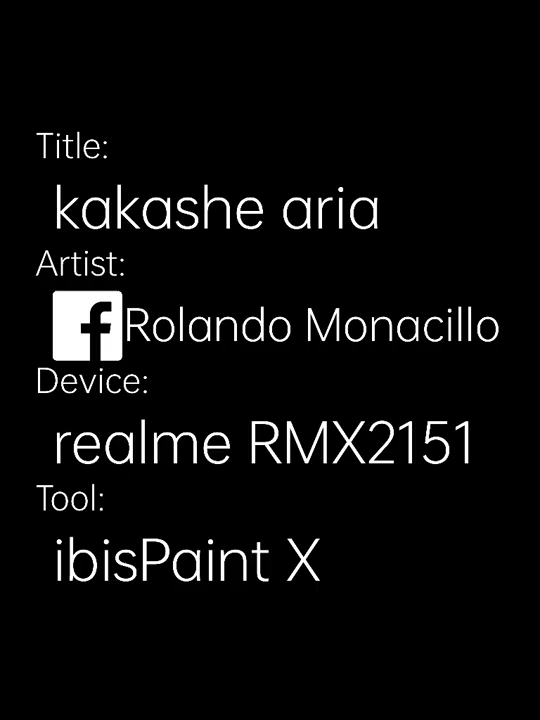 Title:
kakashe aria
Artist:
Rolando Monacillo
Device:
realme RMX2151
Tool:
ibisPaint X